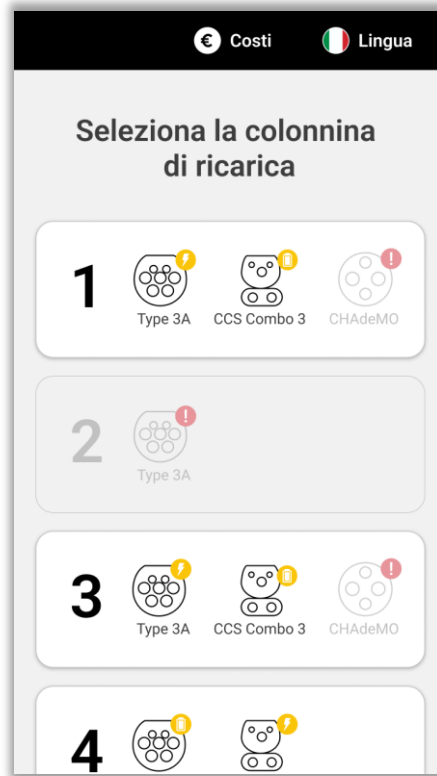 € Costi Lingua
Seleziona la colonnina
di ricarica
1
Type 3A CCS Combo 3 CHAdeMO
2
Type 3A
3
Type 3A CCS Combo 3 CHAdeMO
4